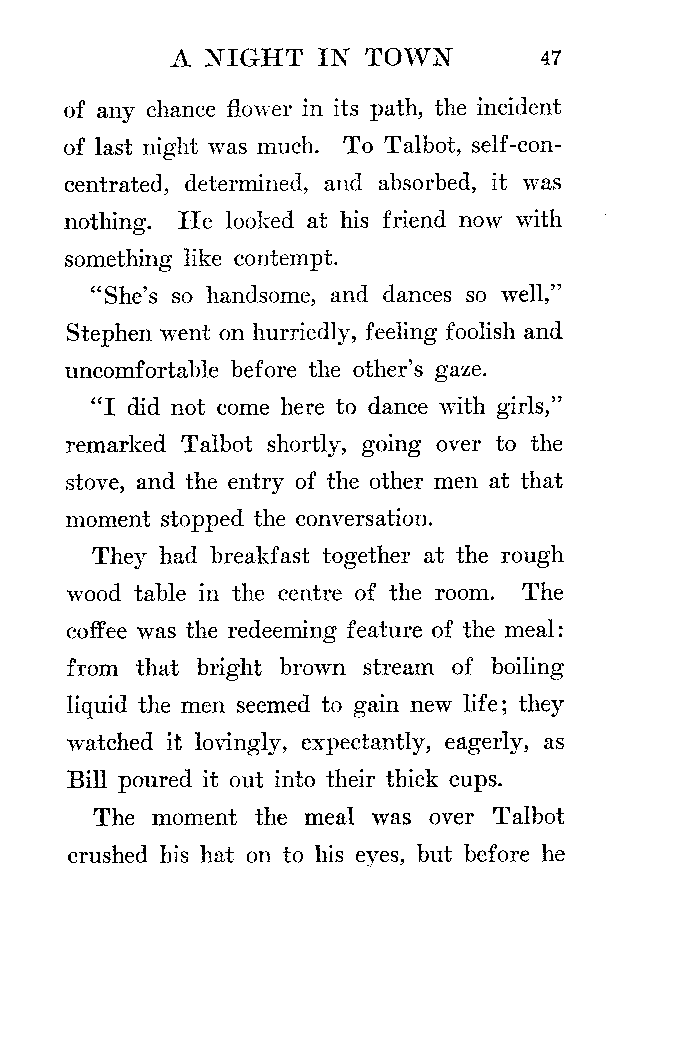 A NIGHT IN TOWN 47
of any chance flower in its path, the incident
of last night was much. To Talbot, self-con-
centrated, determined, and absorbed, it was
nothing. He looked at his friend now with
something like contempt.
"She's so handsome, and dances so well,"
Stephen went on hurriedly, feeling foolish and
uncomfortable before the other's gaze.
"I did not come here to dance with girls,"
remarked Talbot shortly, going over to the
stove, and the entry of the other men at that
moment stopped the conversation.
They had breakfast together at the rough
wood table in the centre of the room. The
coffee was the redeeming feature of the meal:
from that bright brown stream of boiling
liquid the men seemed to gain new life; they
watched it lovingly, expectantly, eagerly, as
Bill poured it out into their thick cups.
The moment the meal was over Talbot
crushed his hat on to his eyes, but before he